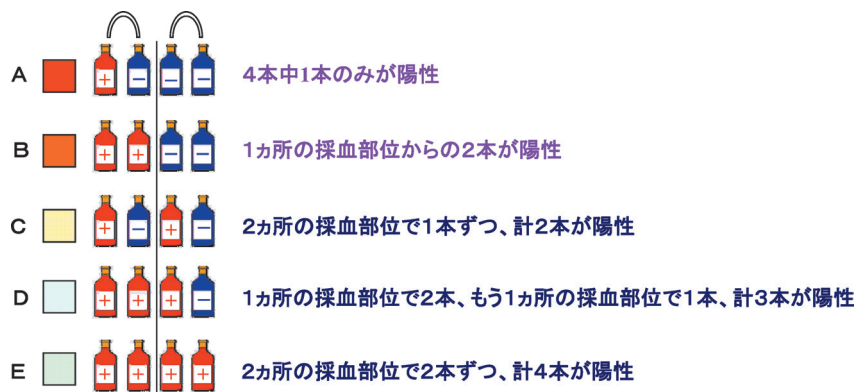 A + - - - 4本中1本のみが陽性
B + + - - 1ヵ所の採血部位からの2本が陽性
C + - + - 2ヵ所の採血部位で1本ずつ、計2本が陽性
D + + + - 1ヵ所の採血部位で2本、もう1ヵ所の採血部位で1本、計3本が陽性
E + + + + 2ヵ所の採血部位で2本ずつ、計4本が陽性